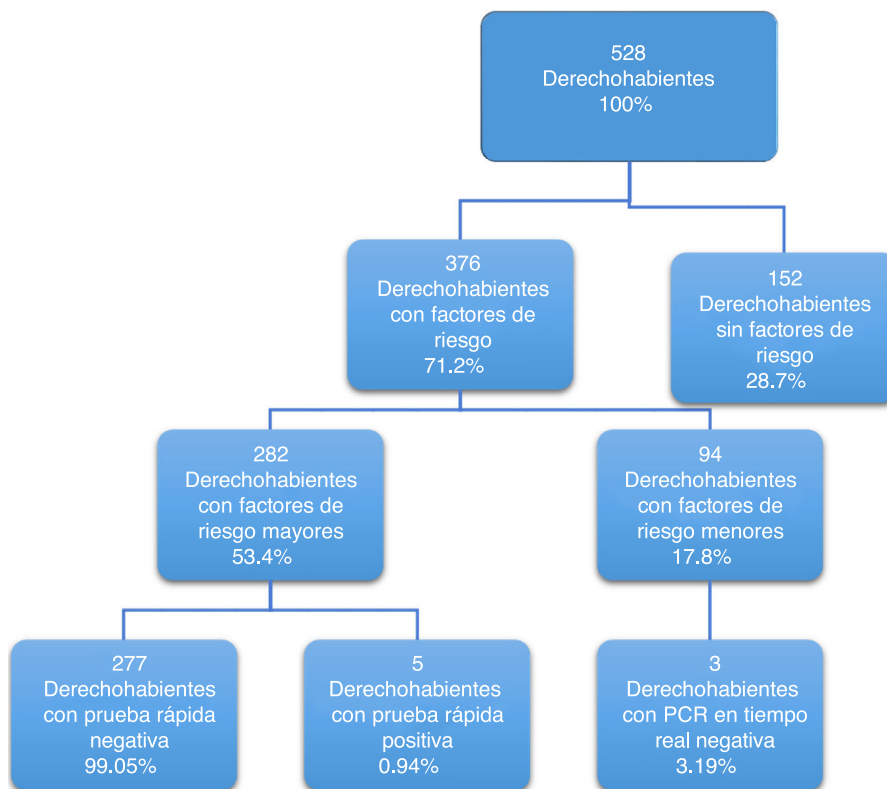 528
Derechohabientes
100%
376
Derechohabientes
con factores de
riesgo
71.2%
152
Derechohabientes
sin factores de
riesgo
28.7%
282
Derechohabientes
con factores de
riesgo mayores
53.4%
94
Derechohabientes
con factores de
riesgo menores
17.8%
277
Derechohabientes
con prueba rápida
negativa
99.05%
5
Derechohabientes
con prueba rápida
positiva
0.94%
3
Derechohabientes
con PCR en tiempo
real negativa
3.19%